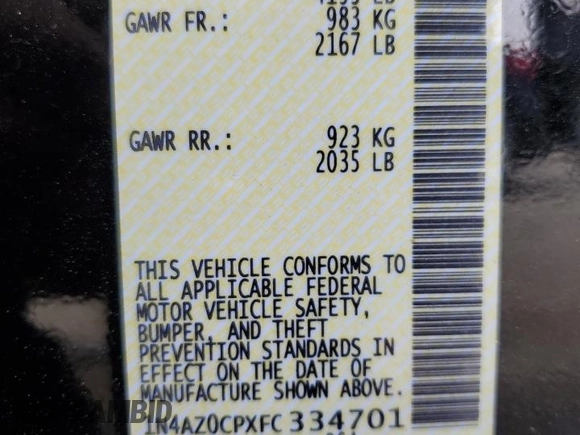 GAWR FR.: 983 KG
2167 LB
GAWR RR.: 923 KG
2035 LB
THIS VEHICLE CONFORMS TO
ALL APPLICABLE FEDERAL
MOTOR VEHICLE SAFETY,
BUMPER, AND THEFT
PREVENTION STANDARDS IN
EFFECT ON THE DATE OF
MANUFACTURE SHOWN ABOVE.
1N4AZ0CPXFC334701